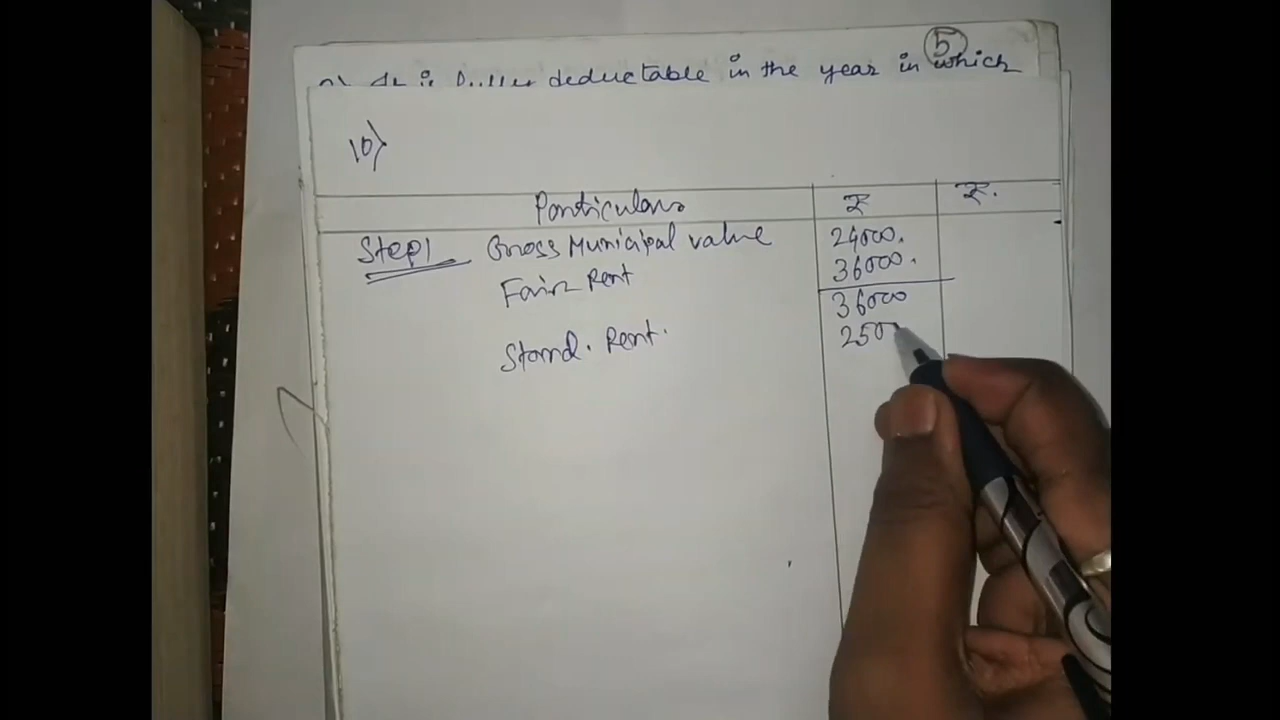 5
deductable in the year in which
10)
Particulars ₹ ₹.
Step1 Gross Municipal value 24000.
Fair Rent 36000.
36000
Stand. Rent. 2500